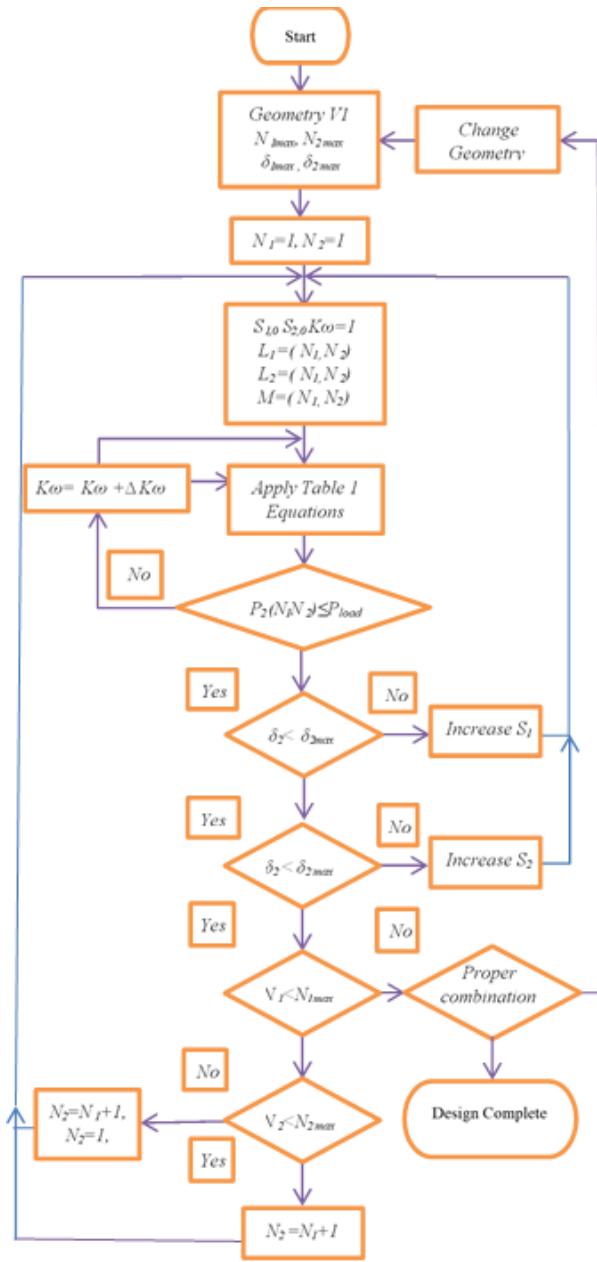 Start
Geometry V1
N1max, N2max
δ1max , δ2max
Change
Geometry
N1=1, N2=1
S1,0 S2,0 Kω=1
L1=( N1, N2)
L2=( N1, N2)
M=( N1, N2)
Kω= Kω +ΔKω
Apply Table 1
Equations
No
P2(N1N2)≤Pload
Yes
No
δ2< δ2max
Increase S1
Yes
No
δ2< δ2max
Increase S2
Yes
No
N1<N1max
Proper
combination
No
N2=N1+1,
N2=1,
N2<N2max
Design Complete
Yes
N2=N1+1